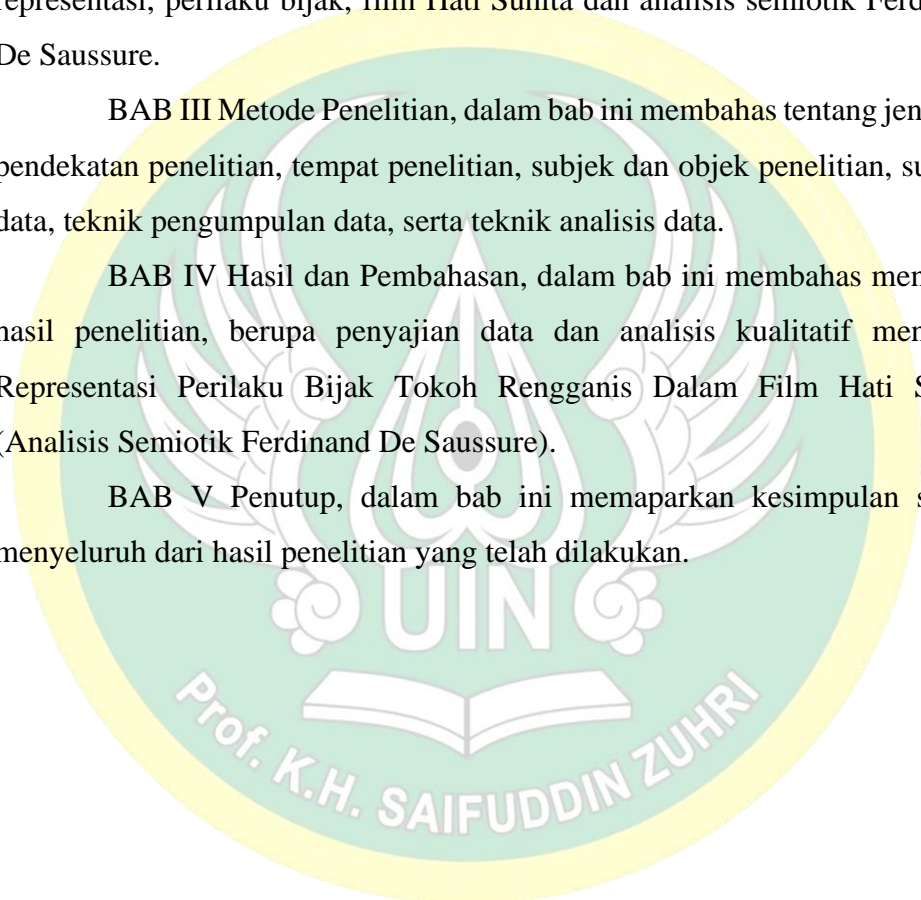 representasi, perilaku bijak, film Hati Suhita dan analisis semiotik
De Saussure.
BAB III Metode Penelitian, dalam bab ini membahas tentang
pendekatan penelitian, tempat penelitian, subjek dan objek penelitian,
data, teknik pengumpulan data, serta teknik analisis data.
BAB IV Hasil dan Pembahasan, dalam bab ini membahas
hasil penelitian, berupa penyajian data dan analisis kualitatif
Representasi Perilaku Bijak Tokoh Rengganis Dalam Film Hati
(Analisis Semiotik Ferdinand De Saussure).
BAB V Penutup, dalam bab ini memaparkan kesimpulan
menyeluruh dari hasil penelitian yang telah dilakukan.
UIN
Prof. K.H. SAIFUDDIN ZUHRI